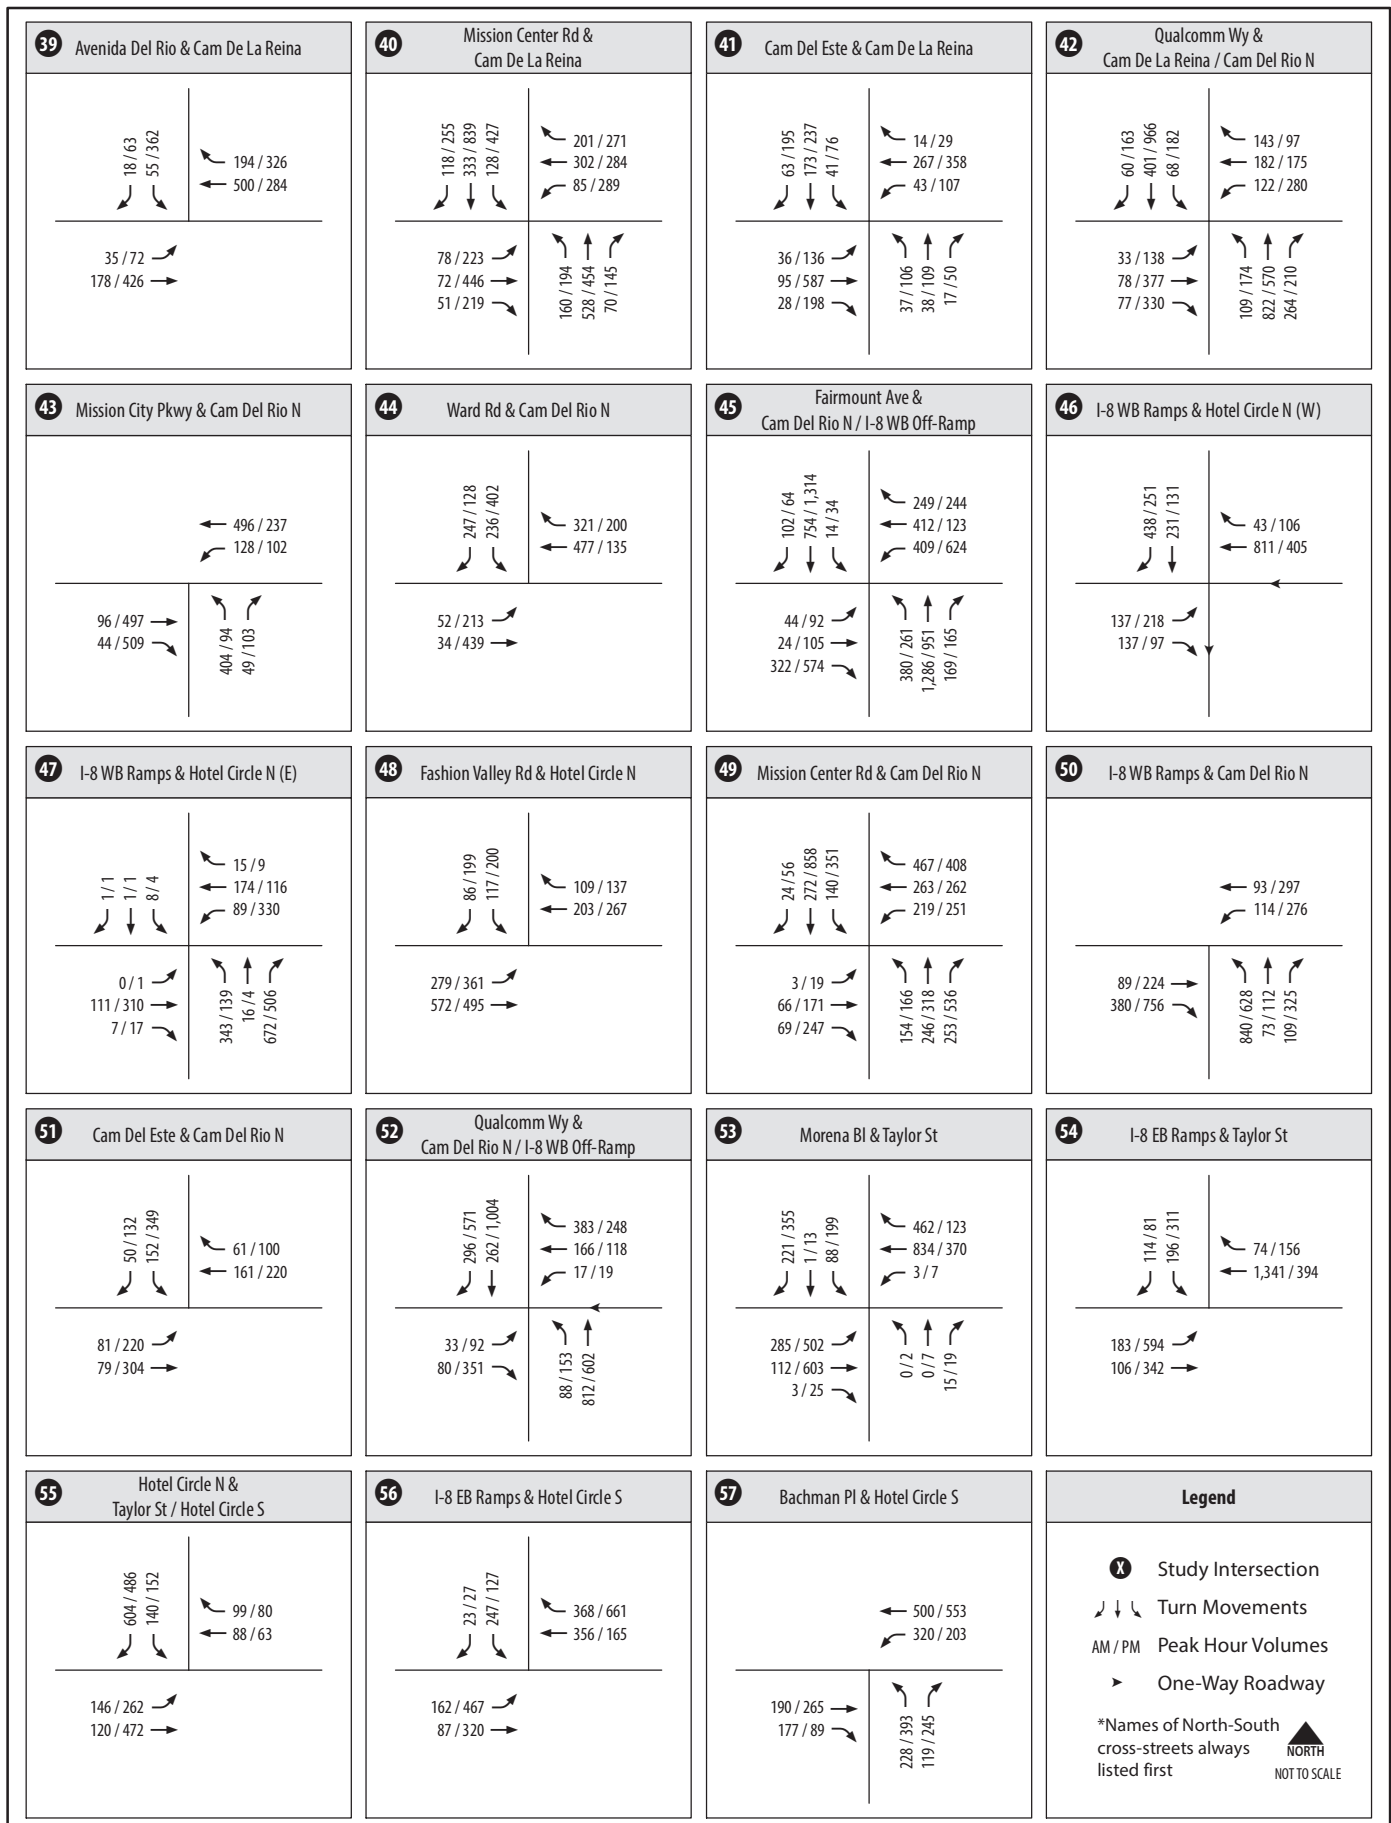 39 Avenida Del Rio & Cam De La Reina
18 / 63
55 / 362
194 / 326
500 / 284
35 / 72
178 / 426
40 Mission Center Rd &
Cam De La Reina
118 / 255
333 / 839
128 / 427
201 / 271
302 / 284
85 / 289
78 / 223
72 / 446
51 / 219
160 / 194
528 / 454
70 / 145
41 Cam Del Este & Cam De La Reina
63 / 195
173 / 237
41 / 76
14 / 29
267 / 358
43 / 107
36 / 136
95 / 587
28 / 198
37 / 106
38 / 109
17 / 50
42 Qualcomm Wy &
Cam De La Reina / Cam Del Rio N
60 / 163
401 / 966
68 / 182
143 / 97
182 / 175
122 / 280
33 / 138
78 / 377
77 / 330
109 / 174
822 / 570
264 / 210
43 Mission City Pkwy & Cam Del Rio N
496 / 237
128 / 102
96 / 497
44 / 509
404 / 94
49 / 103
44 Ward Rd & Cam Del Rio N
247 / 128
236 / 402
321 / 200
477 / 135
52 / 213
34 / 439
45 Fairmount Ave &
Cam Del Rio N / I-8 WB Off-Ramp
102 / 64
754 / 1,314
14 / 34
249 / 244
412 / 123
409 / 624
44 / 92
24 / 105
322 / 574
380 / 261
1,286 / 951
169 / 165
46 I-8 WB Ramps & Hotel Circle N (W)
438 / 251
231 / 131
43 / 106
811 / 405
137 / 218
137 / 97
47 I-8 WB Ramps & Hotel Circle N (E)
1 / 1
1 / 1
8 / 4
15 / 9
174 / 116
89 / 330
0 / 1
111 / 310
7 / 17
343 / 139
16 / 4
672 / 506
48 Fashion Valley Rd & Hotel Circle N
86 / 199
117 / 200
109 / 137
203 / 267
279 / 361
572 / 495
49 Mission Center Rd & Cam Del Rio N
24 / 56
272 / 858
140 / 351
467 / 408
263 / 262
219 / 251
3 / 19
66 / 171
69 / 247
154 / 166
246 / 318
253 / 536
50 I-8 WB Ramps & Cam Del Rio N
93 / 297
114 / 276
89 / 224
380 / 756
840 / 628
73 / 112
109 / 325
51 Cam Del Este & Cam Del Rio N
50 / 132
152 / 349
61 / 100
161 / 220
81 / 220
79 / 304
52 Qualcomm Wy &
Cam Del Rio N / I-8 WB Off-Ramp
296 / 571
262 / 1,004
383 / 248
166 / 118
17 / 19
33 / 92
80 / 351
88 / 153
812 / 602
53 Morena Bl & Taylor St
221 / 355
1 / 13
88 / 199
462 / 123
834 / 370
3 / 7
285 / 502
112 / 603
3 / 25
0 / 2
0 / 7
15 / 19
54 I-8 EB Ramps & Taylor St
114 / 81
196 / 311
74 / 156
1,341 / 394
183 / 594
106 / 342
55 Hotel Circle N &
Taylor St / Hotel Circle S
604 / 486
140 / 152
99 / 80
88 / 63
146 / 262
120 / 472
56 I-8 EB Ramps & Hotel Circle S
23 / 27
247 / 127
368 / 661
356 / 165
162 / 467
87 / 320
57 Bachman Pl & Hotel Circle S
500 / 553
320 / 203
190 / 265
177 / 89
228 / 393
119 / 245
Legend
X Study Intersection
Turn Movements
AM / PM Peak Hour Volumes
One-Way Roadway
*Names of North-South
cross-streets always
listed first
NORTH
NOT TO SCALE